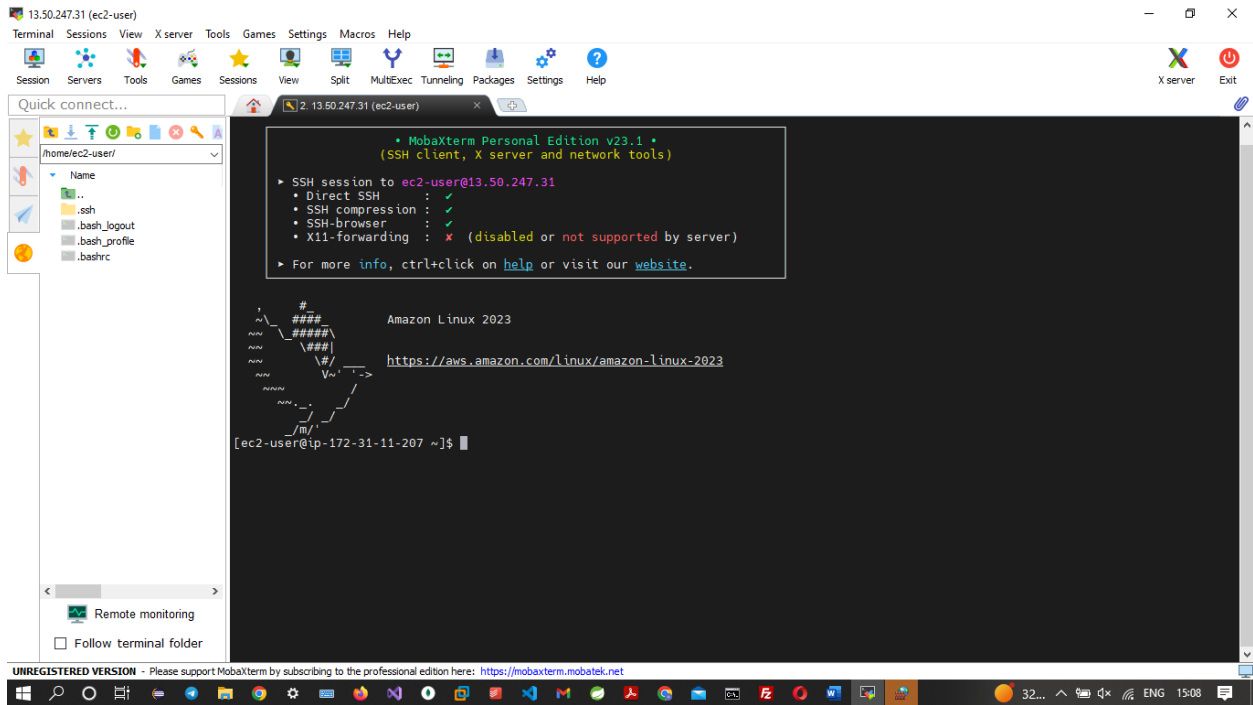 13.50.247.31 (ec2-user)
Terminal Sessions View X server Tools Games Settings Macros Help
Session Servers Tools Games Sessions View Split MultiExec Tunneling Packages Settings Help X server Exit
Quick connect...
2. 13.50.247.31 (ec2-user)
/home/ec2-user/
Name
..
.ssh
.bash_logout
.bash_profile
.bashrc
• MobaXterm Personal Edition v23.1 •
(SSH client, X server and network tools)
► SSH session to ec2-user@13.50.247.31
• Direct SSH : ✔
• SSH compression : ✔
• SSH-browser : ✔
• X11-forwarding : ✘ (disabled or not supported by server)
► For more info, ctrl+click on help or visit our website.
,     #_
~\_  ####_        Amazon Linux 2023
~~  \_#####\
~~     \###|
~~       \#/ ___   https://aws.amazon.com/linux/amazon-linux-2023
~~       V~' '->
~~~         /
~~._.   _/
_/ _/
_/m/'
[ec2-user@ip-172-31-11-207 ~]$
Remote monitoring
Follow terminal folder
UNREGISTERED VERSION - Please support MobaXterm by subscribing to the professional edition here: https://mobaxterm.mobatek.net
32... ENG 15:08